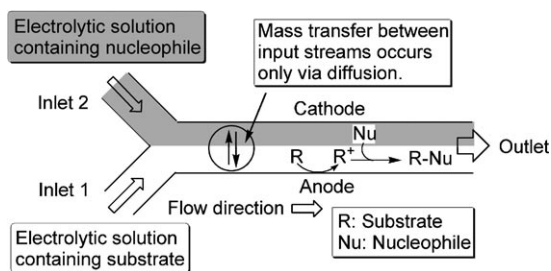 Electrolytic solution
containing nucleophile
Mass transfer between
input streams occurs
only via diffusion.
Inlet 2
Cathode
Nu
R
R+
R-Nu
Outlet
Inlet 1
Anode
Flow direction
Electrolytic solution
containing substrate
R: Substrate
Nu: Nucleophile